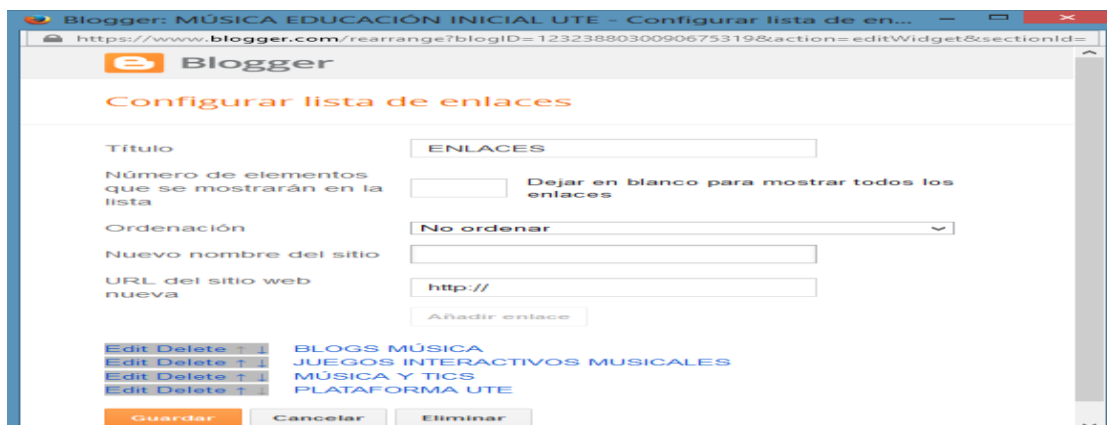 Blogger: MÚSICA EDUCACIÓN INICIAL UTE - Configurar lista de en...
https://www.blogger.com/rearrange?blogID=1232388030090675319&action=editWidget&sectionId=
Blogger
Configurar lista de enlaces
Título ENLACES
Número de elementos
que se mostrarán en la
lista
Dejar en blanco para mostrar todos los
enlaces
Ordenación No ordenar
Nuevo nombre del sitio
URL del sitio web
nueva
http://
Añadir enlace
Edit Delete ↑ ↓ BLOGS MÚSICA
Edit Delete ↑ ↓ JUEGOS INTERACTIVOS MUSICALES
Edit Delete ↑ ↓ MÚSICA Y TICS
Edit Delete ↑ ↓ PLATAFORMA UTE
Guardar Cancelar Eliminar